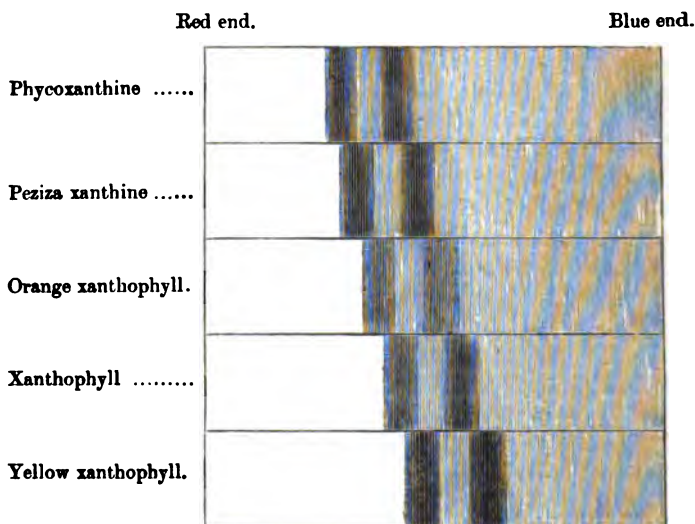 Red end. Blue end.
Phycoxanthine ......
Peziza xanthine ......
Orange xanthophyll.
Xanthophyll .........
Yellow xanthophyll.